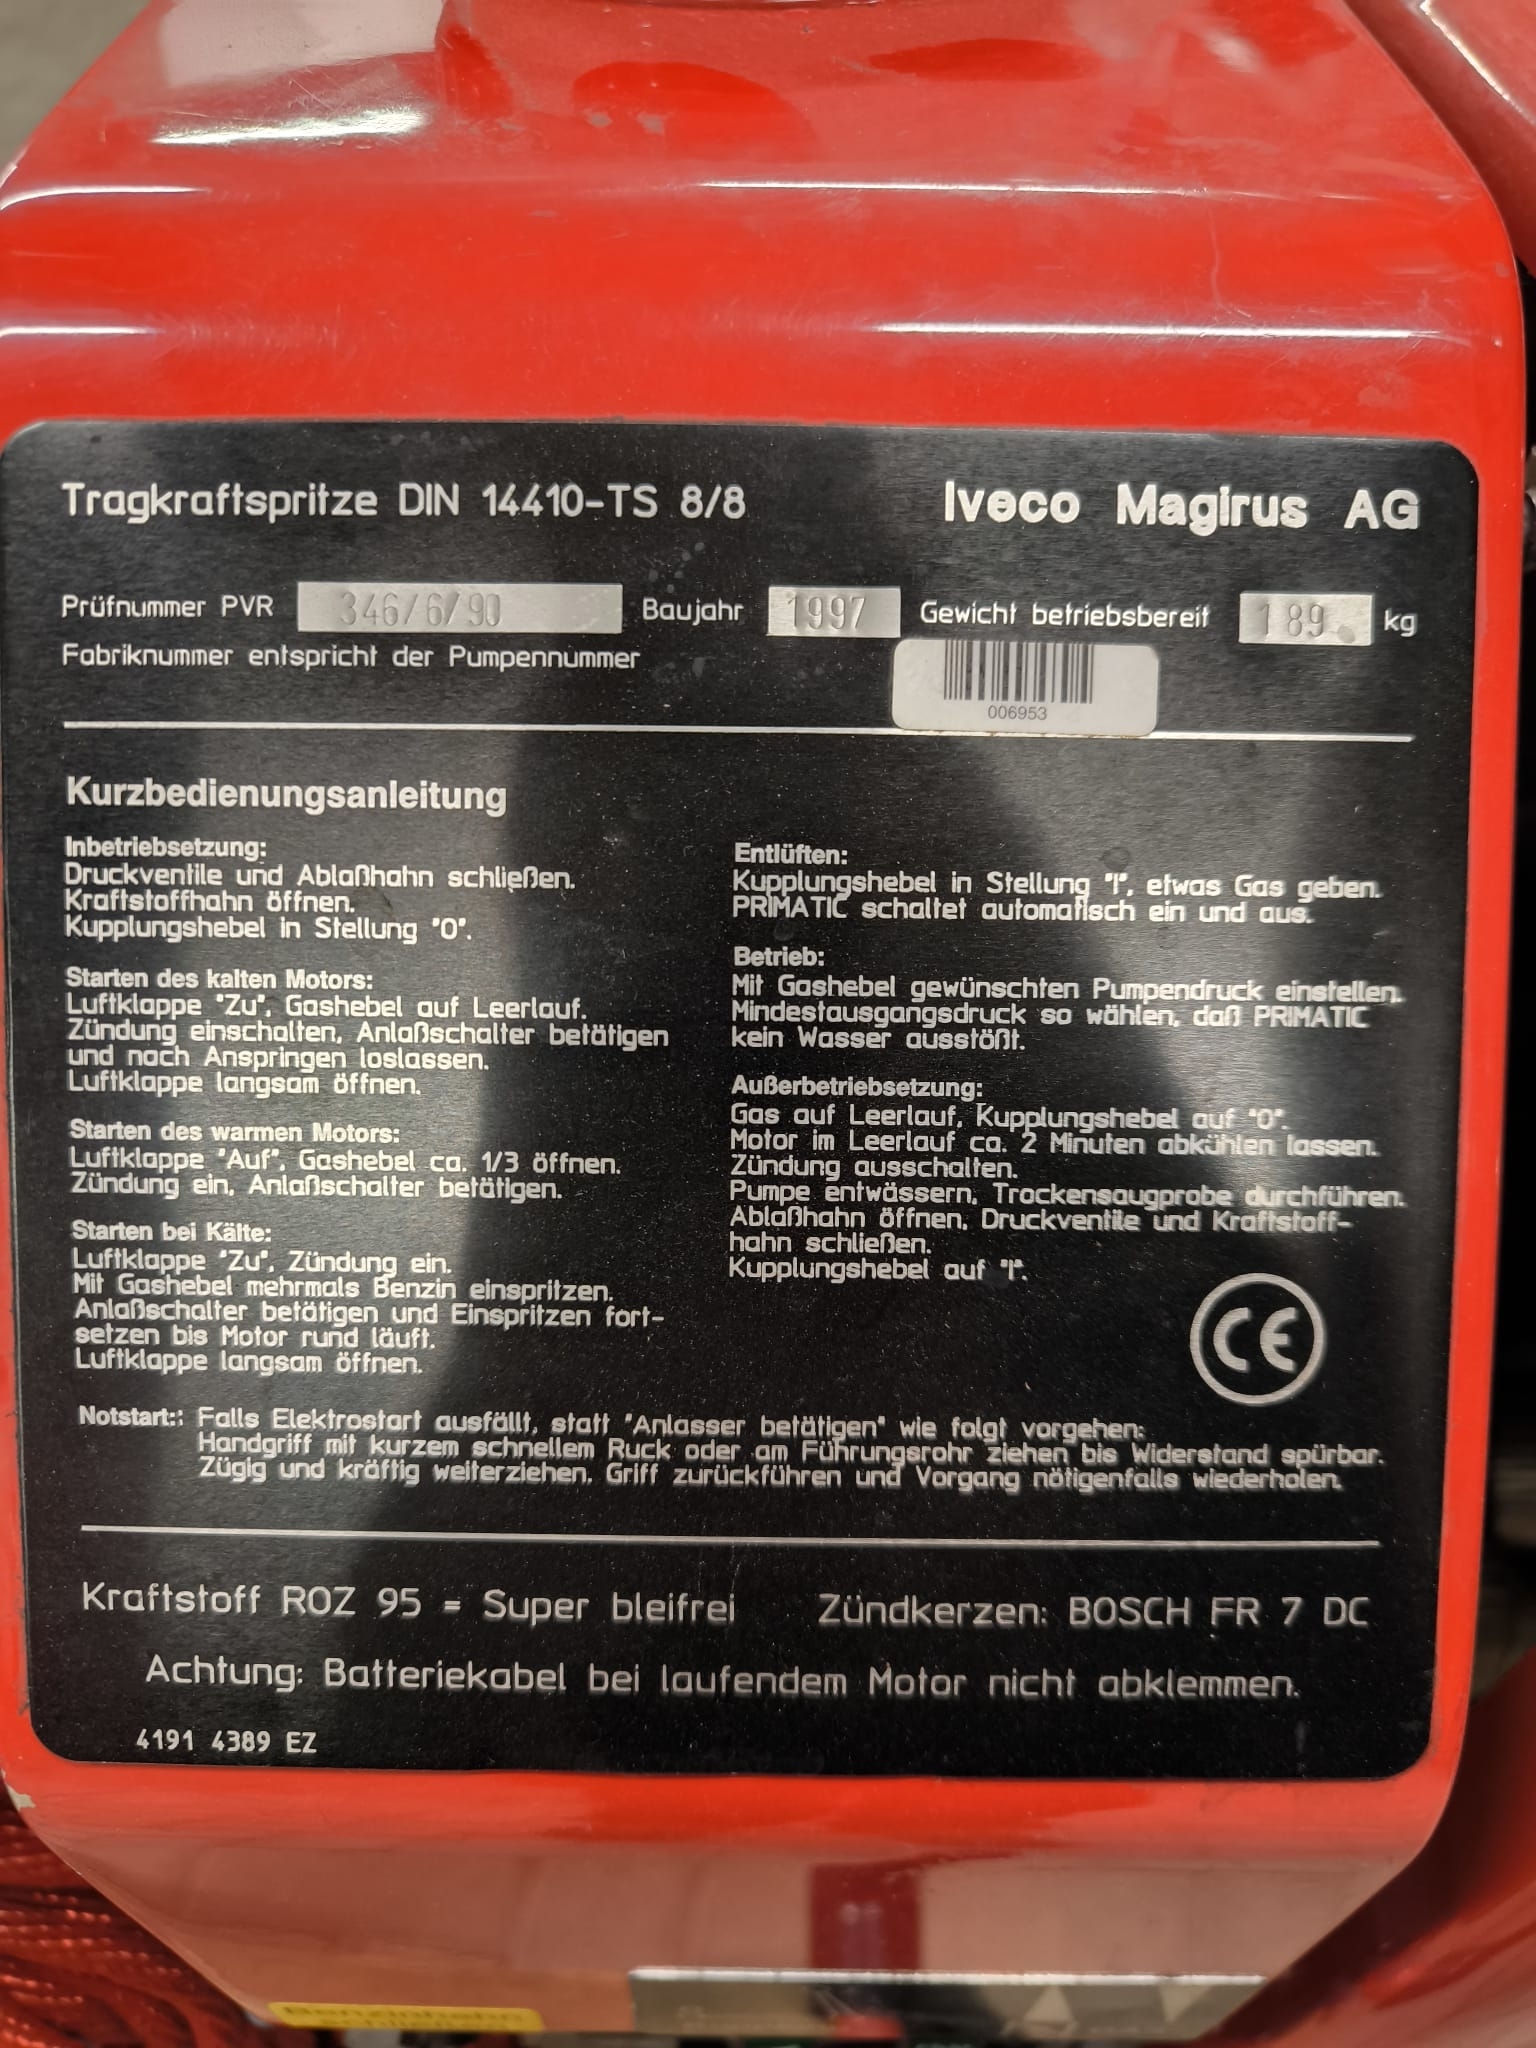 Tragkraftspritze DIN 14410-TS 8/8
Iveco Magirus AG
Prüfnummer PVR 346/6/90 Baujahr 1997 Gewicht betriebsbereit 189. kg
Fabriknummer entspricht der Pumpennummer
006953
Kurzbedienungsanleitung
Inbetriebsetzung:
Druckventile und Ablaßhahn schließen.
Kraftstoffhahn öffnen.
Kupplungshebel in Stellung "0".
Starten des kalten Motors:
Luftklappe "Zu", Gashebel auf Leerlauf.
Zündung einschalten, Anlaßschalter betätigen
und nach Anspringen loslassen.
Luftklappe langsam öffnen.
Starten des warmen Motors:
Luftklappe "Auf", Gashebel ca. 1/3 öffnen.
Zündung ein, Anlaßschalter betätigen.
Starten bei Kälte:
Luftklappe "Zu", Zündung ein.
Mit Gashebel mehrmals Benzin einspritzen.
Anlaßschalter betätigen und Einspritzen fort-
setzen bis Motor rund läuft.
Luftklappe langsam öffnen.
Entlüften:
Kupplungshebel in Stellung "I", etwas Gas geben.
PRIMATIC schaltet automatisch ein und aus.
Betrieb:
Mit Gashebel gewünschten Pumpendruck einstellen.
Mindestausgangsdruck so wählen, daß PRIMATIC
kein Wasser ausstößt.
Außerbetriebsetzung:
Gas auf Leerlauf, Kupplungshebel auf "0".
Motor im Leerlauf ca. 2 Minuten abkühlen lassen.
Zündung ausschalten.
Pumpe entwässern, Trockensaugprobe durchführen.
Ablaßhahn öffnen, Druckventile und Kraftstoff-
hahn schließen.
Kupplungshebel auf "I".
CE
Notstart:: Falls Elektrostart ausfällt, statt "Anlasser betätigen" wie folgt vorgehen:
Handgriff mit kurzem schnellem Ruck oder am Führungsrohr ziehen bis Widerstand spürbar.
Zügig und kräftig weiterziehen, Griff zurückführen und Vorgang nötigenfalls wiederholen.
Kraftstoff ROZ 95 = Super bleifrei Zündkerzen: BOSCH FR 7 DC
Achtung: Batteriekabel bei laufendem Motor nicht abklemmen.
4191 4389 EZ